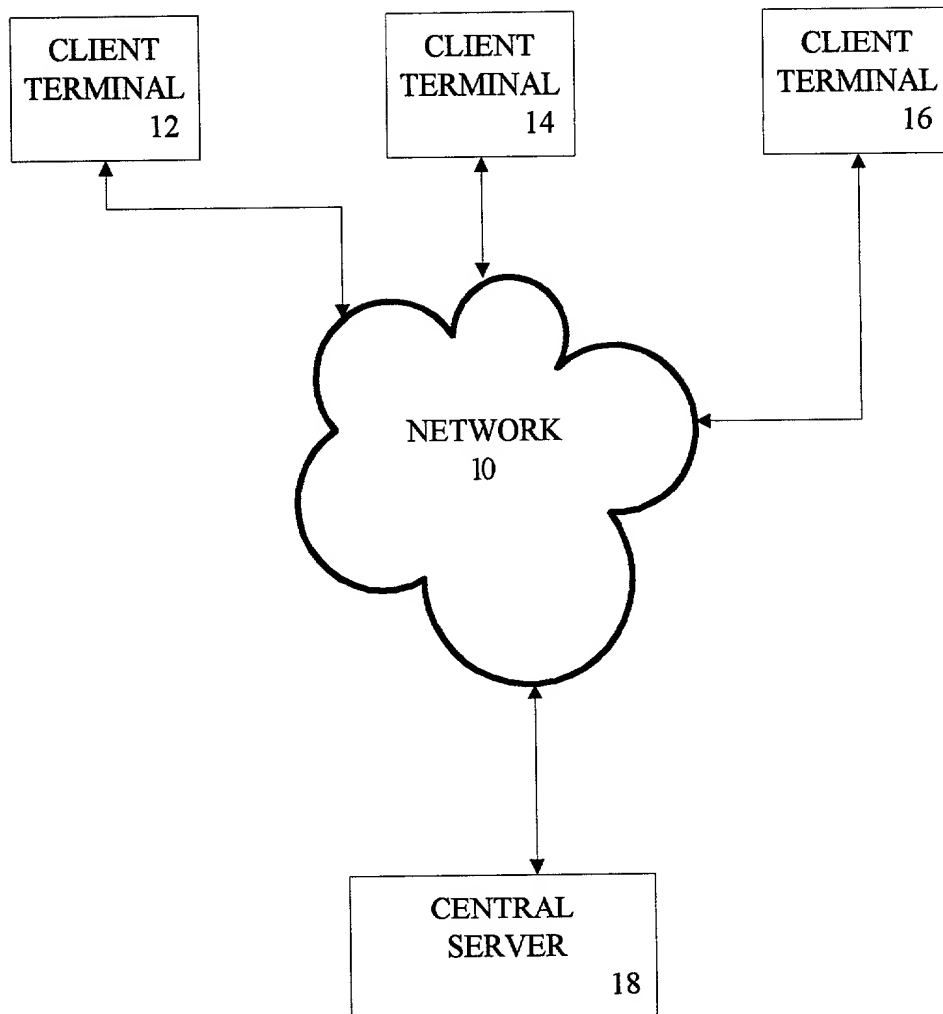 CLIENT
TERMINAL
12
CLIENT
TERMINAL
14
CLIENT
TERMINAL
16
NETWORK
10
CENTRAL
SERVER
18